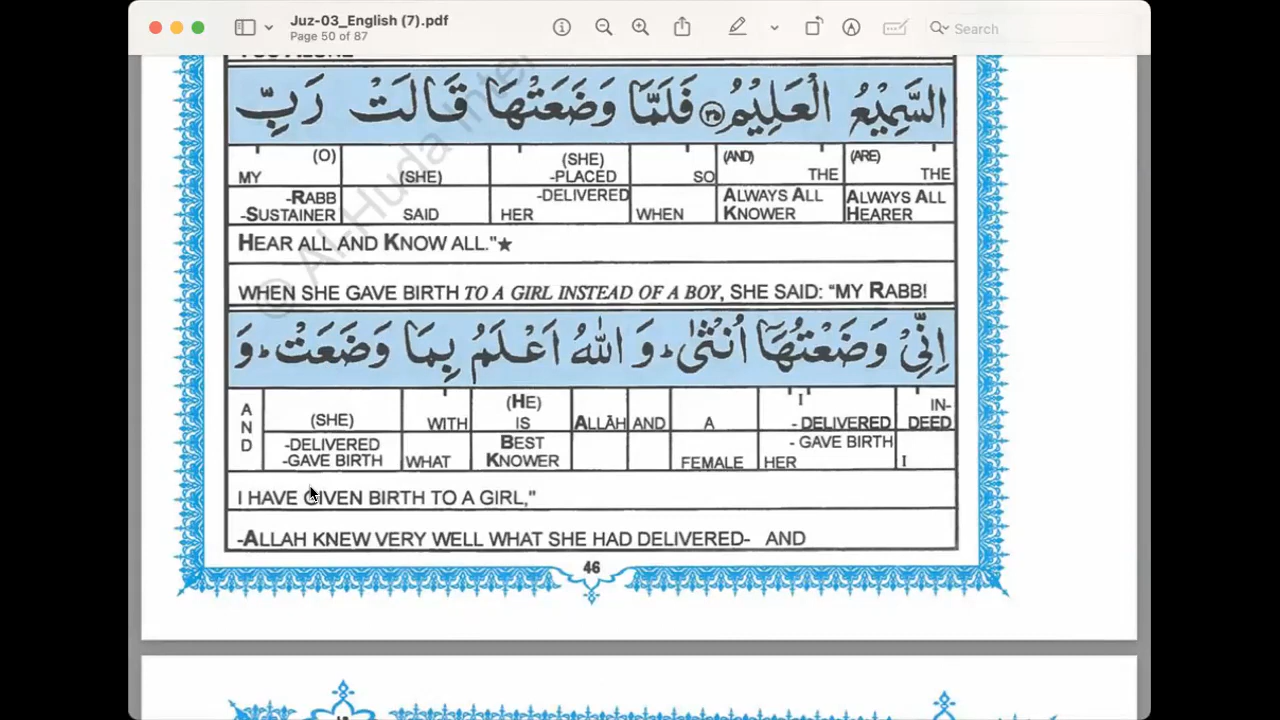 Juz-03_English (7).pdf
Page 50 of 87
Search
السَّمِيْعُ الْعَلِيْمُ ۝٣٥ فَلَمَّا وَضَعَتْهَا قَالَتْ رَبِّ
MY (O) (SHE) (SHE) -PLACED SO (AND) THE (ARE) THE
-RABB -SUSTAINER SAID -DELIVERED HER WHEN ALWAYS ALL KNOWER ALWAYS ALL HEARER
HEAR ALL AND KNOW ALL."★
WHEN SHE GAVE BIRTH TO A GIRL INSTEAD OF A BOY, SHE SAID: "MY RABB!
اِنِّيْ وَضَعْتُهَآ اُنْثٰى ؕ وَ اللّٰهُ اَعْلَمُ بِمَا وَضَعَتْ ؕ وَ
AND (SHE) WITH (HE) IS ALLĀH AND A I - DELIVERED IN-DEED
-DELIVERED -GAVE BIRTH WHAT BEST KNOWER FEMALE - GAVE BIRTH HER I
I HAVE GIVEN BIRTH TO A GIRL,"
-ALLAH KNEW VERY WELL WHAT SHE HAD DELIVERED- AND
46
© Al-Huda Inter